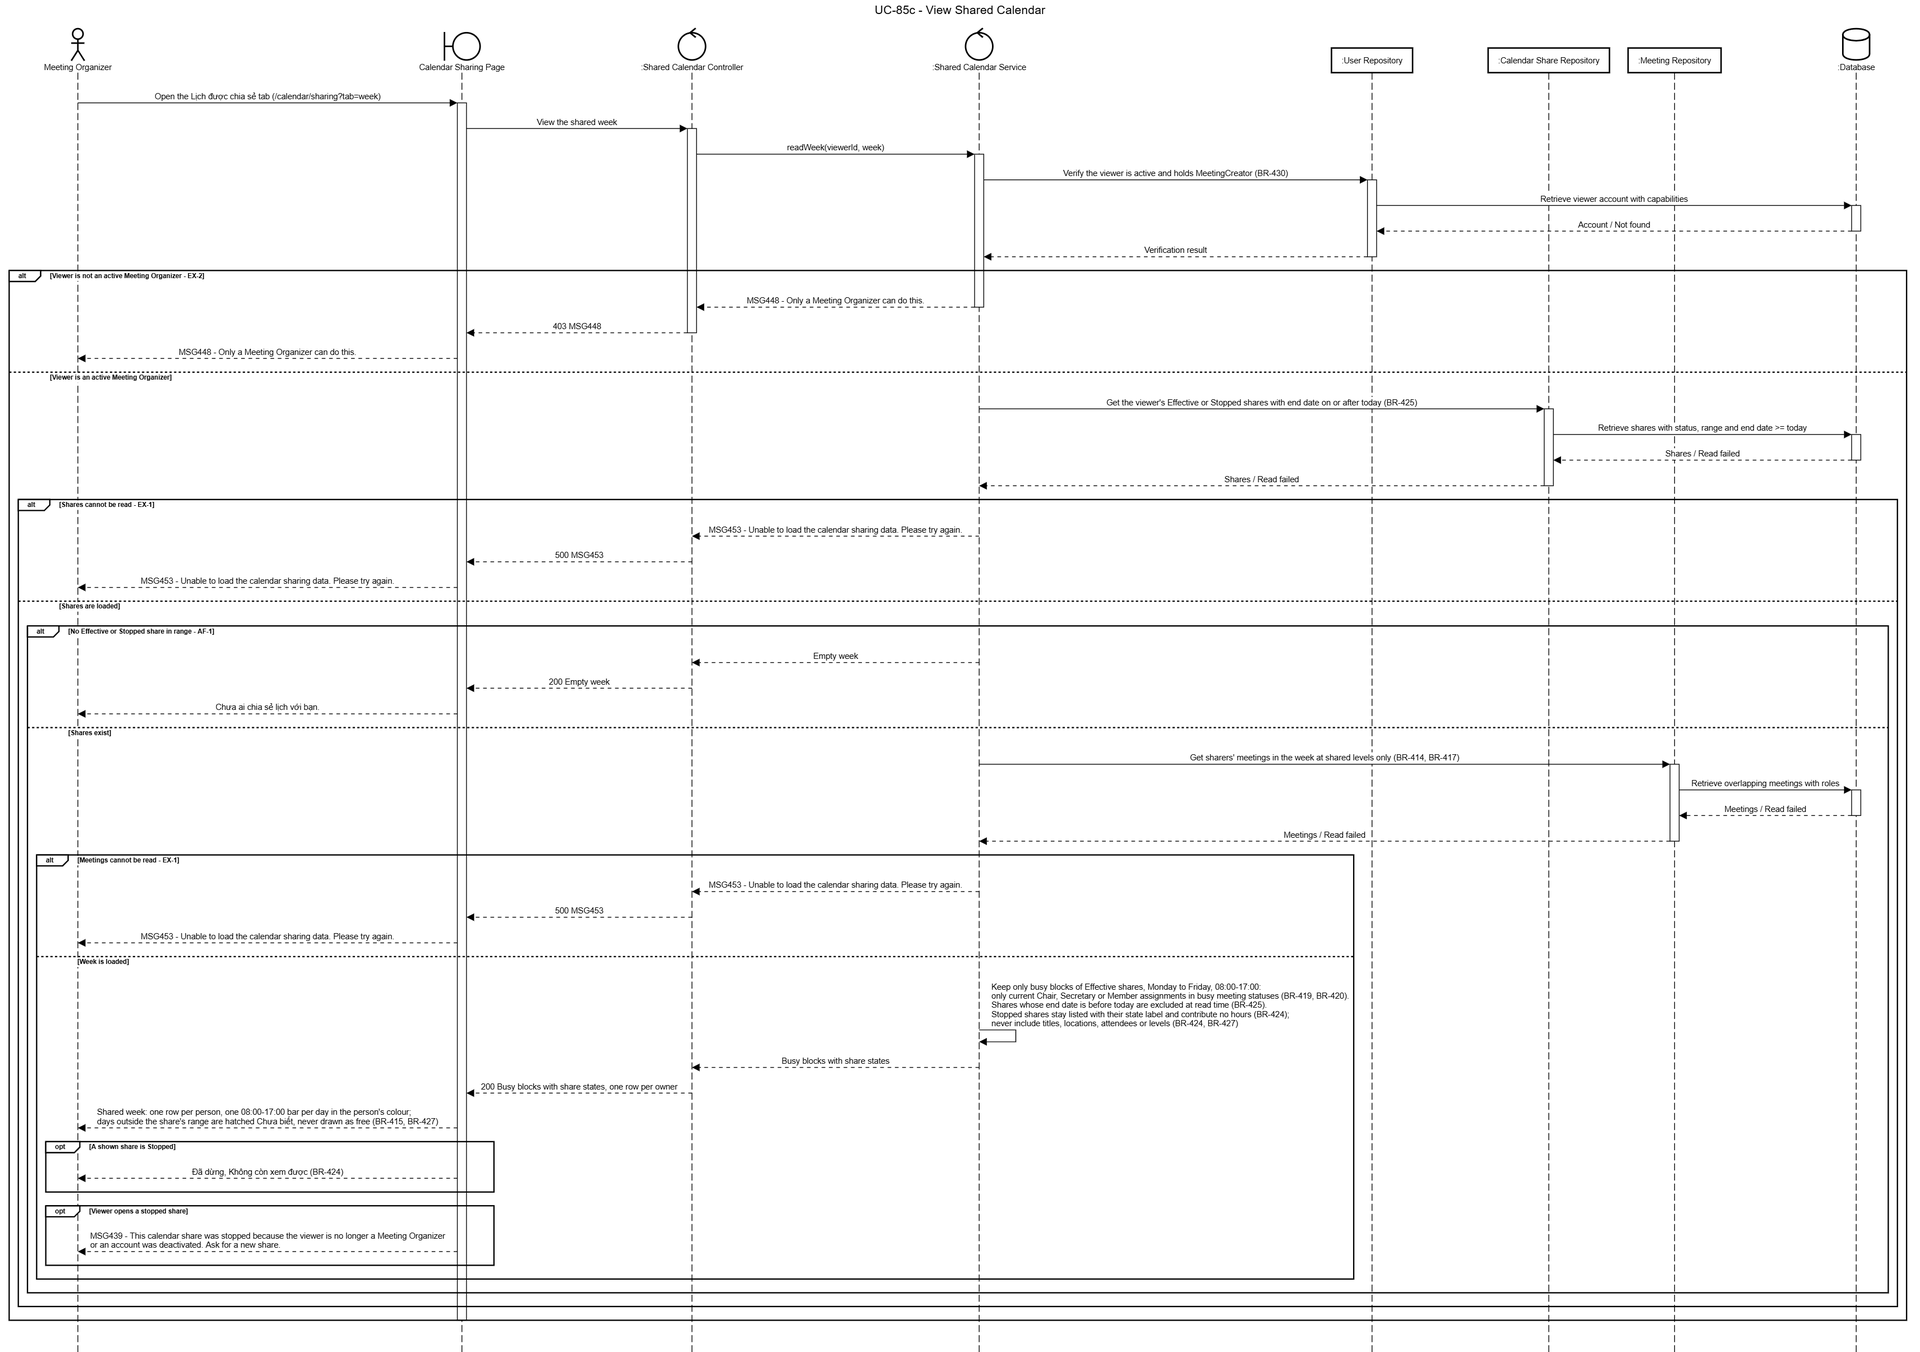 UC-85c - View Shared Calendar
Meeting Organizer
Calendar Sharing Page
:Shared Calendar Controller
:Shared Calendar Service
:User Repository
:Calendar Share Repository
:Meeting Repository
:Database
Open the Lịch được chia sẻ tab (/calendar/sharing?tab=week)
View the shared week
readWeek(viewerId, week)
Verify the viewer is active and holds MeetingCreator (BR-430)
Retrieve viewer account with capabilities
Account / Not found
Verification result
alt
[Viewer is not an active Meeting Organizer - EX-2]
MSG448 - Only a Meeting Organizer can do this.
403 MSG448
MSG448 - Only a Meeting Organizer can do this.
[Viewer is an active Meeting Organizer]
Get the viewer's Effective or Stopped shares with end date on or after today (BR-425)
Retrieve shares with status, range and end date >= today
Shares / Read failed
Shares / Read failed
alt
[Shares cannot be read - EX-1]
MSG453 - Unable to load the calendar sharing data. Please try again.
500 MSG453
MSG453 - Unable to load the calendar sharing data. Please try again.
[Shares are loaded]
alt
[No Effective or Stopped share in range - AF-1]
Empty week
200 Empty week
Chưa ai chia sẻ lịch với bạn.
[Shares exist]
Get sharers' meetings in the week at shared levels only (BR-414, BR-417)
Retrieve overlapping meetings with roles
Meetings / Read failed
Meetings / Read failed
alt
[Meetings cannot be read - EX-1]
MSG453 - Unable to load the calendar sharing data. Please try again.
500 MSG453
MSG453 - Unable to load the calendar sharing data. Please try again.
[Week is loaded]
Keep only busy blocks of Effective shares, Monday to Friday, 08:00-17:00:
only current Chair, Secretary or Member assignments in busy meeting statuses (BR-419, BR-420).
Shares whose end date is before today are excluded at read time (BR-425).
Stopped shares stay listed with their state label and contribute no hours (BR-424);
never include titles, locations, attendees or levels (BR-424, BR-427)
Busy blocks with share states
200 Busy blocks with share states, one row per owner
Shared week: one row per person, one 08:00-17:00 bar per day in the person's colour;
days outside the share's range are hatched Chưa biết, never drawn as free (BR-415, BR-427)
opt
[A shown share is Stopped]
Đã dừng, Không còn xem được (BR-424)
opt
[Viewer opens a stopped share]
MSG439 - This calendar share was stopped because the viewer is no longer a Meeting Organizer
or an account was deactivated. Ask for a new share.